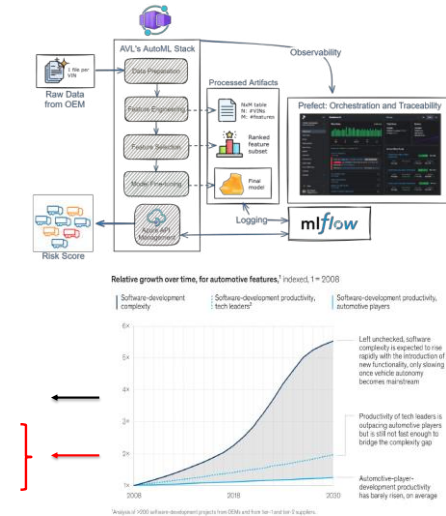 AVL's AutoML Stack
Observability
1 file per
VIN
Raw Data
from OEM
Data Preparation
Feature Engineering
Feature Selection
Model Fine-tuning
Azure API
Management
Processed Artifacts
NxM table
N: #VINs
M: #features
Ranked
feature
subset
Final
model
Prefect: Orchestration and Traceability
Logging
mlflow
Risk Score
Relative growth over time, for automotive features,¹ indexed, 1 = 2008
Software-development
complexity
Software-development productivity,
tech leaders²
Software-development productivity,
automotive players
Left unchecked, software
complexity is expected to rise
rapidly with the introduction of
new functionality, only slowing
once vehicle autonomy
becomes mainstream
Productivity of tech leaders is
outpacing automotive players
but is still not fast enough to
bridge the complexity gap
Automotive-player-
development productivity
has barely risen, on average
6×
5×
4×
2008
2018
2020